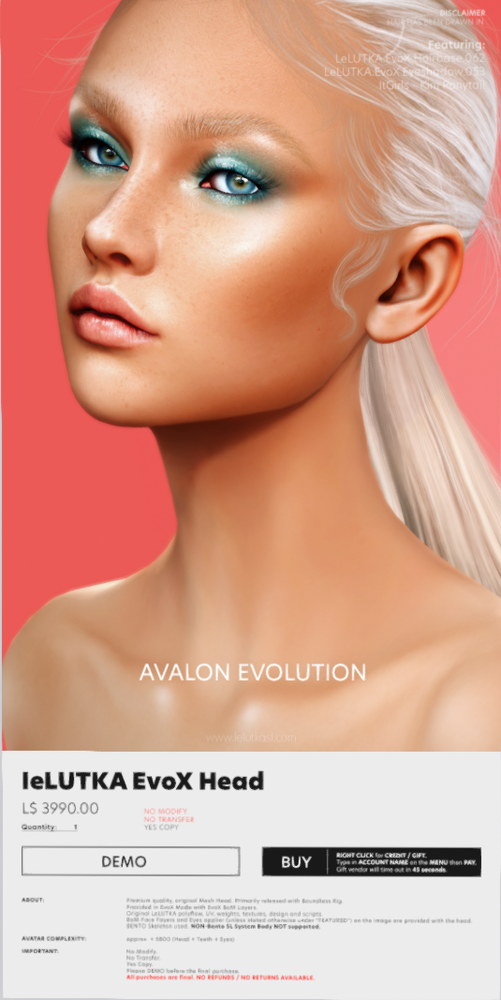 DISCLAIMER
HAS BEEN DRAWN IN.
Featuring:
LeLUTKA.EvoX.Hairbase.062
LeLUTKA.EvoX.Eyeshadow.053
ItGirls - Kim Ponytail
AVALON EVOLUTION
www.lelutkasl.com
leLUTKA EvoX Head
L$ 3990.00
Quantity: 1
NO MODIFY
NO TRANSFER
YES COPY
DEMO
BUY
RIGHT CLICK for CREDIT / GIFT.
Type in ACCOUNT NAME on the MENU then PAY.
Gift vendor will time out in 45 seconds.
ABOUT:
Premium quality, original Mesh Head. Primarily released with Boundless Rig.
Provided in EvoX Mode with EvoX BoM Layers.
Original LeLUTKA polyflow, UV, weights, textures, design and scripts.
BoM Face Layers and Eyes applier (unless stated otherwise under "FEATURED") on the image are provided with the head.
BENTO Skeleton used. NON-Bento SL System Body NOT supported.
AVATAR COMPLEXITY:
approx. < 3800 (Head + Teeth + Eyes)
IMPORTANT:
No Modify.
No Transfer.
Yes Copy.
Please DEMO before the final purchase.
All purchases are final. NO REFUNDS / NO RETURNS AVAILABLE.